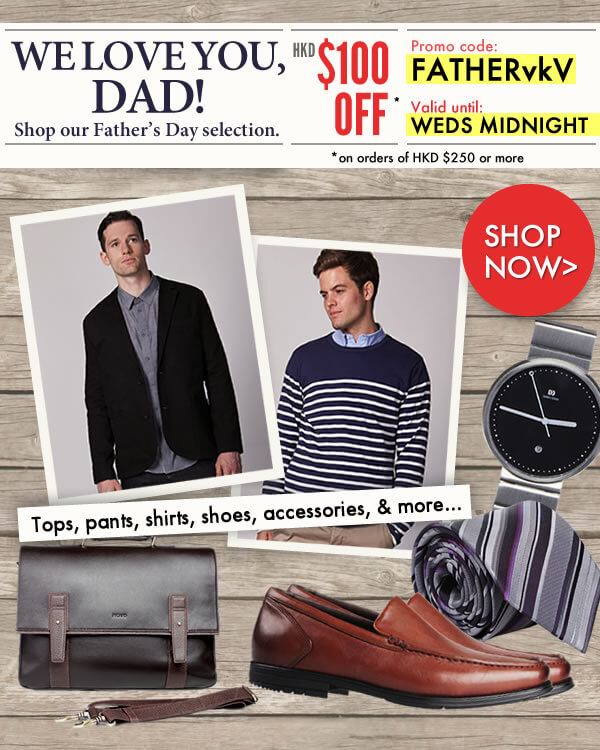 WE LOVE YOU,
DAD!
Shop our Father's Day selection.
HKD $100
OFF*
Promo code:
FATHERvkV
Valid until:
WEDS MIDNIGHT
*on orders of HKD $250 or more
SHOP
NOW>
Tops, pants, shirts, shoes, accessories, & more...